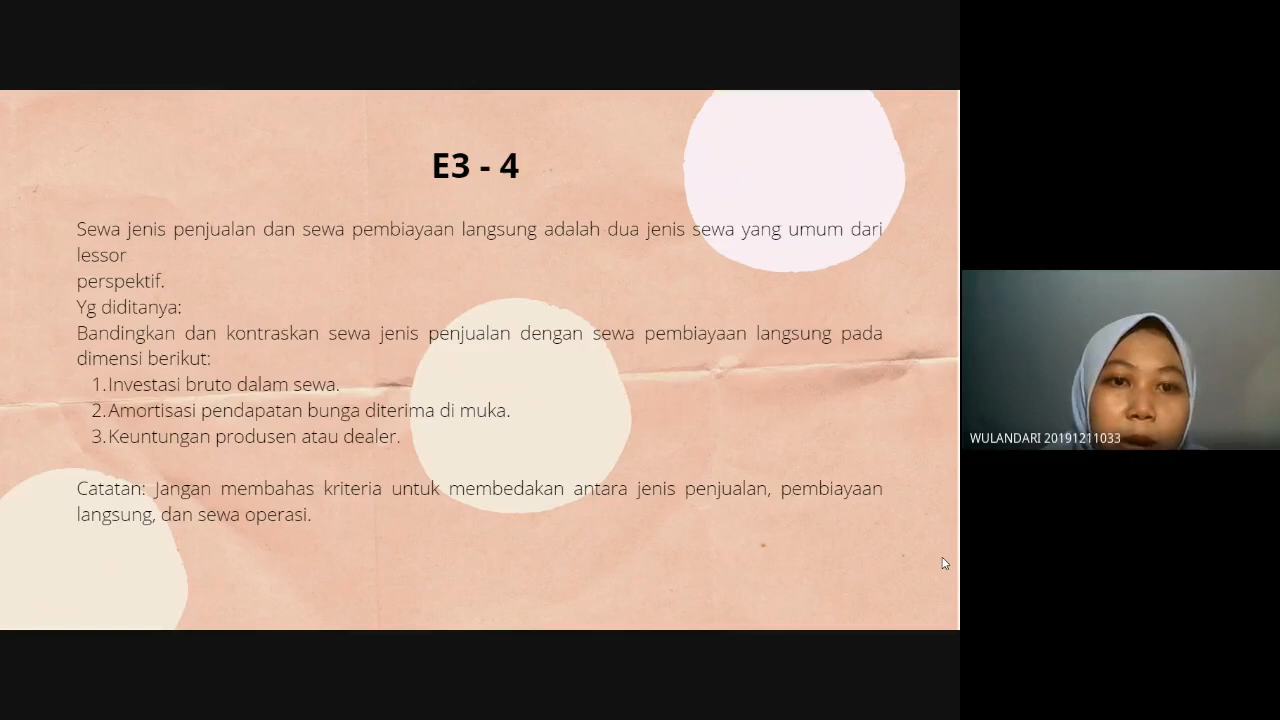 E3 - 4
Sewa jenis penjualan dan sewa pembiayaan langsung adalah dua jenis sewa yang umum dari
lessor
perspektif.
Yg diditanya:
Bandingkan dan kontraskan sewa jenis penjualan dengan sewa pembiayaan langsung pada
dimensi berikut:
1.Investasi bruto dalam sewa.
2.Amortisasi pendapatan bunga diterima di muka.
3.Keuntungan produsen atau dealer.
Catatan: Jangan membahas kriteria untuk membedakan antara jenis penjualan, pembiayaan
langsung, dan sewa operasi.
WULANDARI 20191211033